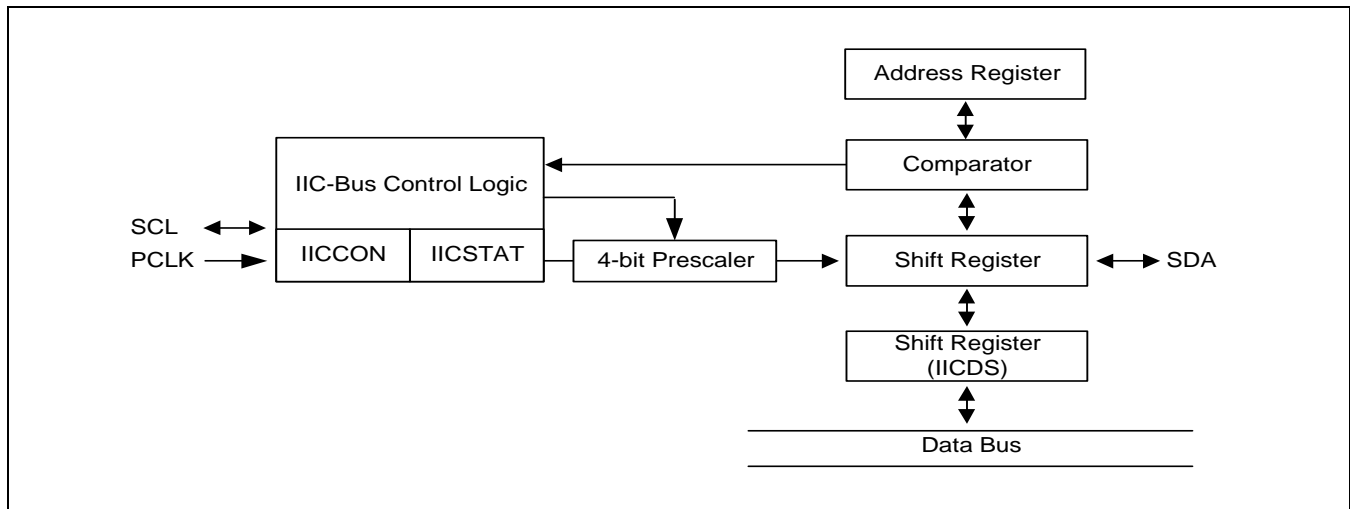 Address Register
Comparator
IIC-Bus Control Logic
SCL
PCLK
IICCON
IICSTAT
4-bit Prescaler
Shift Register
SDA
Shift Register
(IICDS)
Data Bus